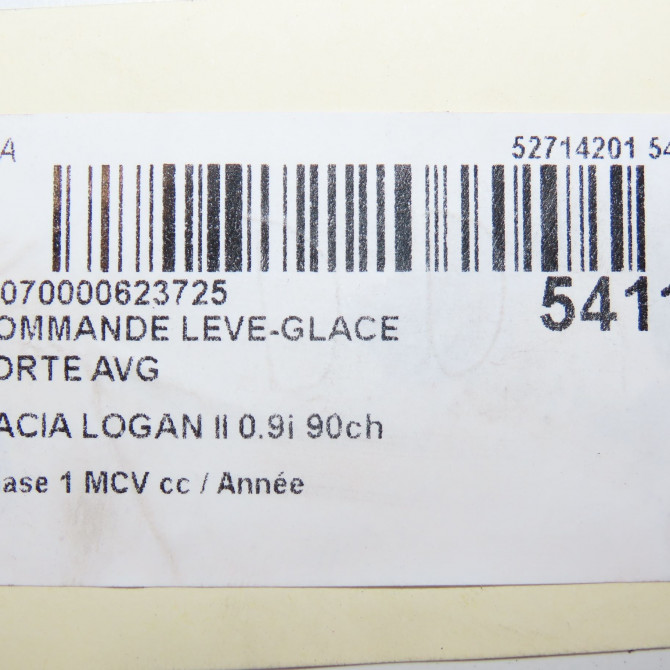 A 52714201 54
070000623725 5411
OMMANDE LEVE-GLACE
ORTE AVG
ACIA LOGAN II 0.9i 90ch
ase 1 MCV cc / Année